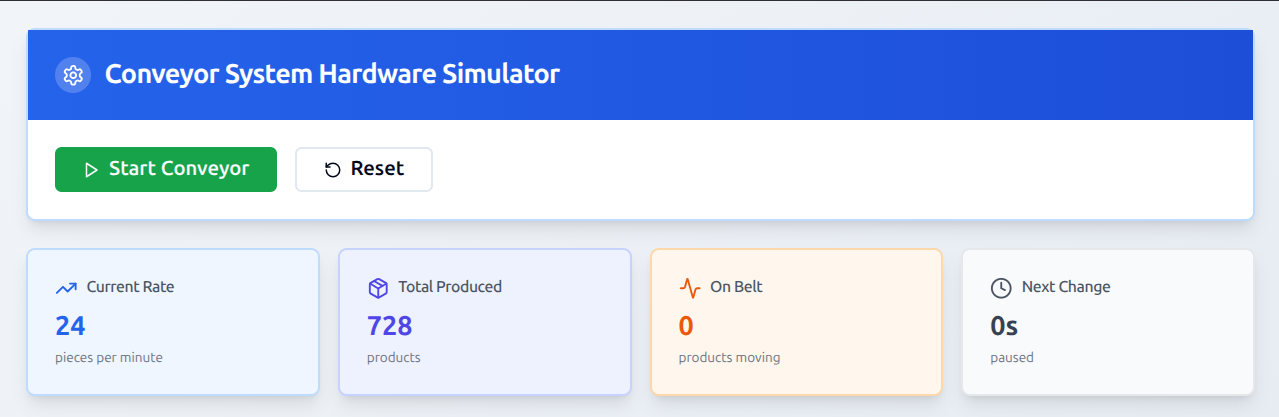 Conveyor System Hardware Simulator
Start Conveyor Reset
Current Rate Total Produced On Belt Next Change
24 728 0 0s
pieces per minute products products moving paused